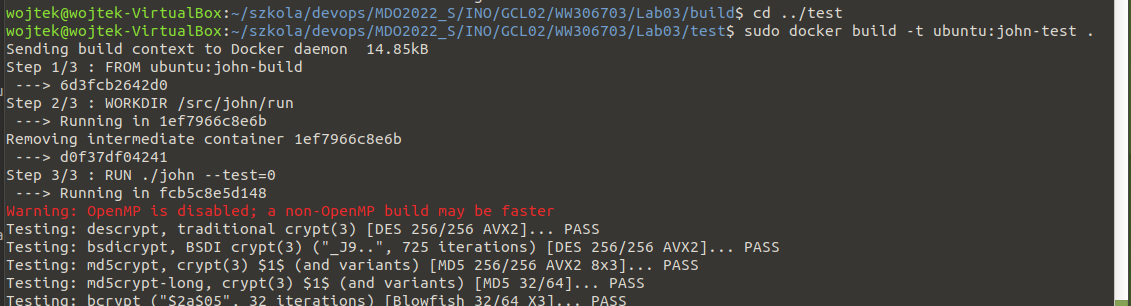 wojtek@wojtek-VirtualBox:~/szkola/devops/MDO2022_S/INO/GCL02/WW306703/Lab03/build$ cd ../test
wojtek@wojtek-VirtualBox:~/szkola/devops/MDO2022_S/INO/GCL02/WW306703/Lab03/test$ sudo docker build -t ubuntu:john-test .
Sending build context to Docker daemon  14.85kB
Step 1/3 : FROM ubuntu:john-build
 ---> 6d3fcb2642d0
Step 2/3 : WORKDIR /src/john/run
 ---> Running in 1ef7966c8e6b
Removing intermediate container 1ef7966c8e6b
 ---> d0f37df04241
Step 3/3 : RUN ./john --test=0
 ---> Running in fcb5c8e5d148
Warning: OpenMP is disabled; a non-OpenMP build may be faster
Testing: descrypt, traditional crypt(3) [DES 256/256 AVX2]... PASS
Testing: bsdicrypt, BSDI crypt(3) ("_J9..", 725 iterations) [DES 256/256 AVX2]... PASS
Testing: md5crypt, crypt(3) $1$ (and variants) [MD5 256/256 AVX2 8x3]... PASS
Testing: md5crypt-long, crypt(3) $1$ (and variants) [MD5 32/64]... PASS
Testing: bcrypt ("$2a$05", 32 iterations) [Blowfish 32/64 X3]... PASS